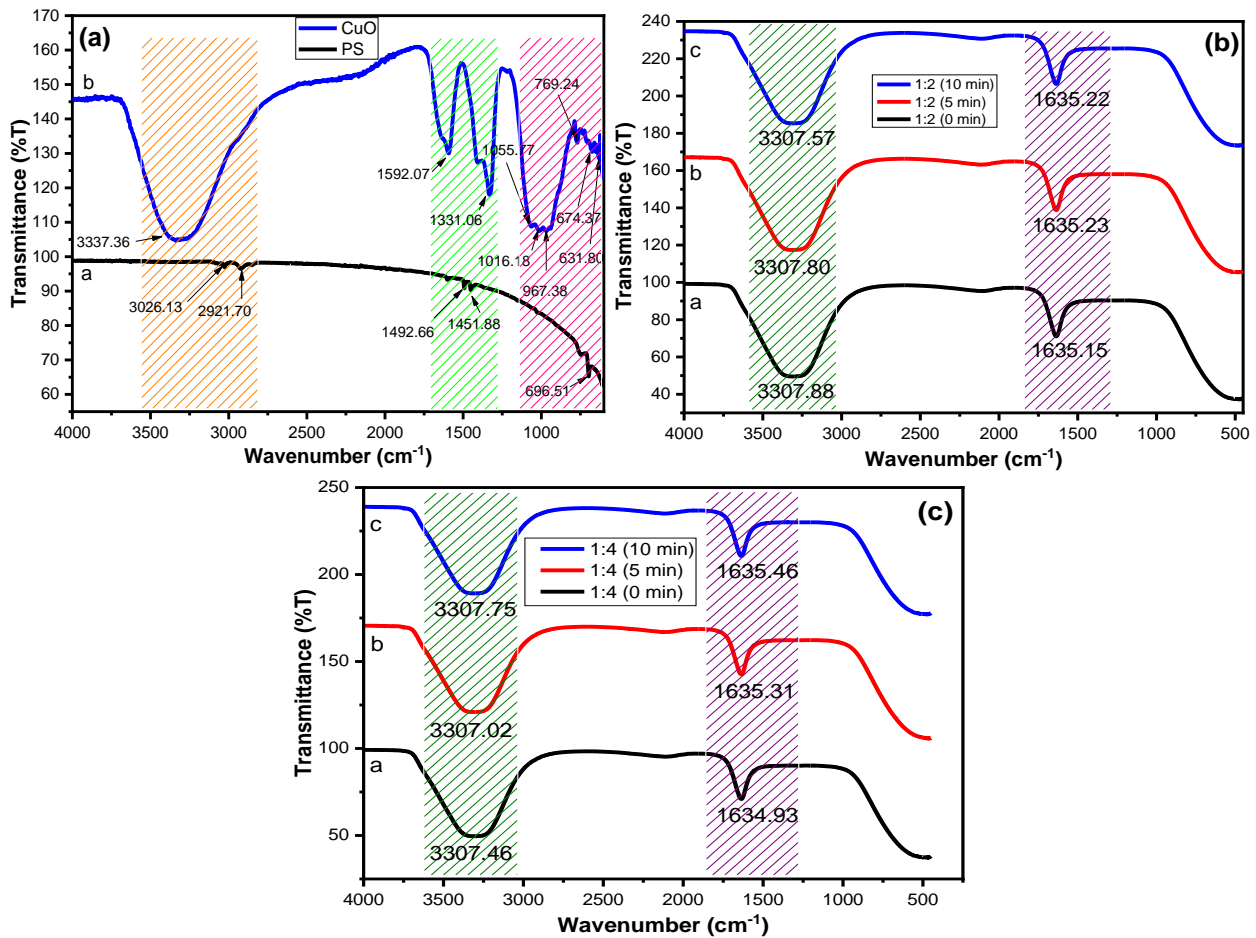 (a)
CuO
PS
b
a
3337.36
3026.13
2921.70
1592.07
1331.06
1492.66
1451.88
1055.77
1016.18
967.38
769.24
674.37
631.80
696.51
170
160
150
140
130
120
110
100
90
80
70
60
Transmittance (%T)
4000 3500 3000 2500 2000 1500 1000
Wavenumber (cm-1)
(b)
1:2 (10 min)
1:2 (5 min)
1:2 (0 min)
c
3307.57
1635.22
b
3307.80
1635.23
a
3307.88
1635.15
240
220
200
180
160
140
120
100
80
60
40
Transmittance (%T)
4000 3500 3000 2500 2000 1500 1000 500
Wavenumber (cm-1)
(c)
1:4 (10 min)
1:4 (5 min)
1:4 (0 min)
c
3307.75
1635.46
b
3307.02
1635.31
a
3307.46
1634.93
250
200
150
100
50
Transmittance (%T)
4000 3500 3000 2500 2000 1500 1000 500
Wavenumber (cm-1)